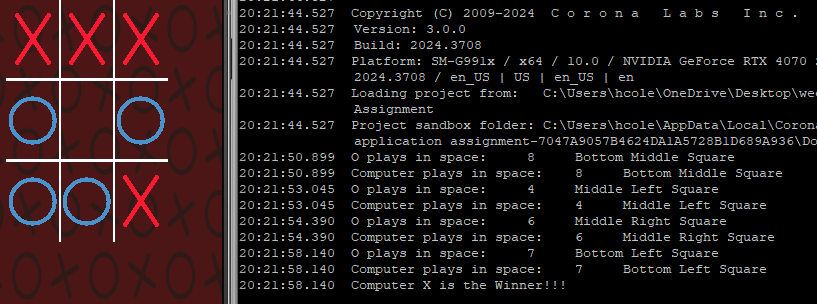 X X X
O O
O O X
20:21:44.527 Copyright (C) 2009-2024 C o r o n a L a b s I n c .
20:21:44.527 Version: 3.0.0
20:21:44.527 Build: 2024.3708
20:21:44.527 Platform: SM-G991x / x64 / 10.0 / NVIDIA GeForce RTX 4070
2024.3708 / en_US | US | en_US | en
20:21:44.527 Loading project from: C:\Users\hcole\OneDrive\Desktop\wee
Assignment
20:21:44.527 Project sandbox folder: C:\Users\hcole\AppData\Local\Coron
application assignment-7047A9057B4624DA1A5728B1D689A936\Do
20:21:50.899 O plays in space: 8 Bottom Middle Square
20:21:50.899 Computer plays in space: 8 Bottom Middle Square
20:21:53.045 O plays in space: 4 Middle Left Square
20:21:53.045 Computer plays in space: 4 Middle Left Square
20:21:54.390 O plays in space: 6 Middle Right Square
20:21:54.390 Computer plays in space: 6 Middle Right Square
20:21:58.140 O plays in space: 7 Bottom Left Square
20:21:58.140 Computer plays in space: 7 Bottom Left Square
20:21:58.140 Computer X is the Winner!!!